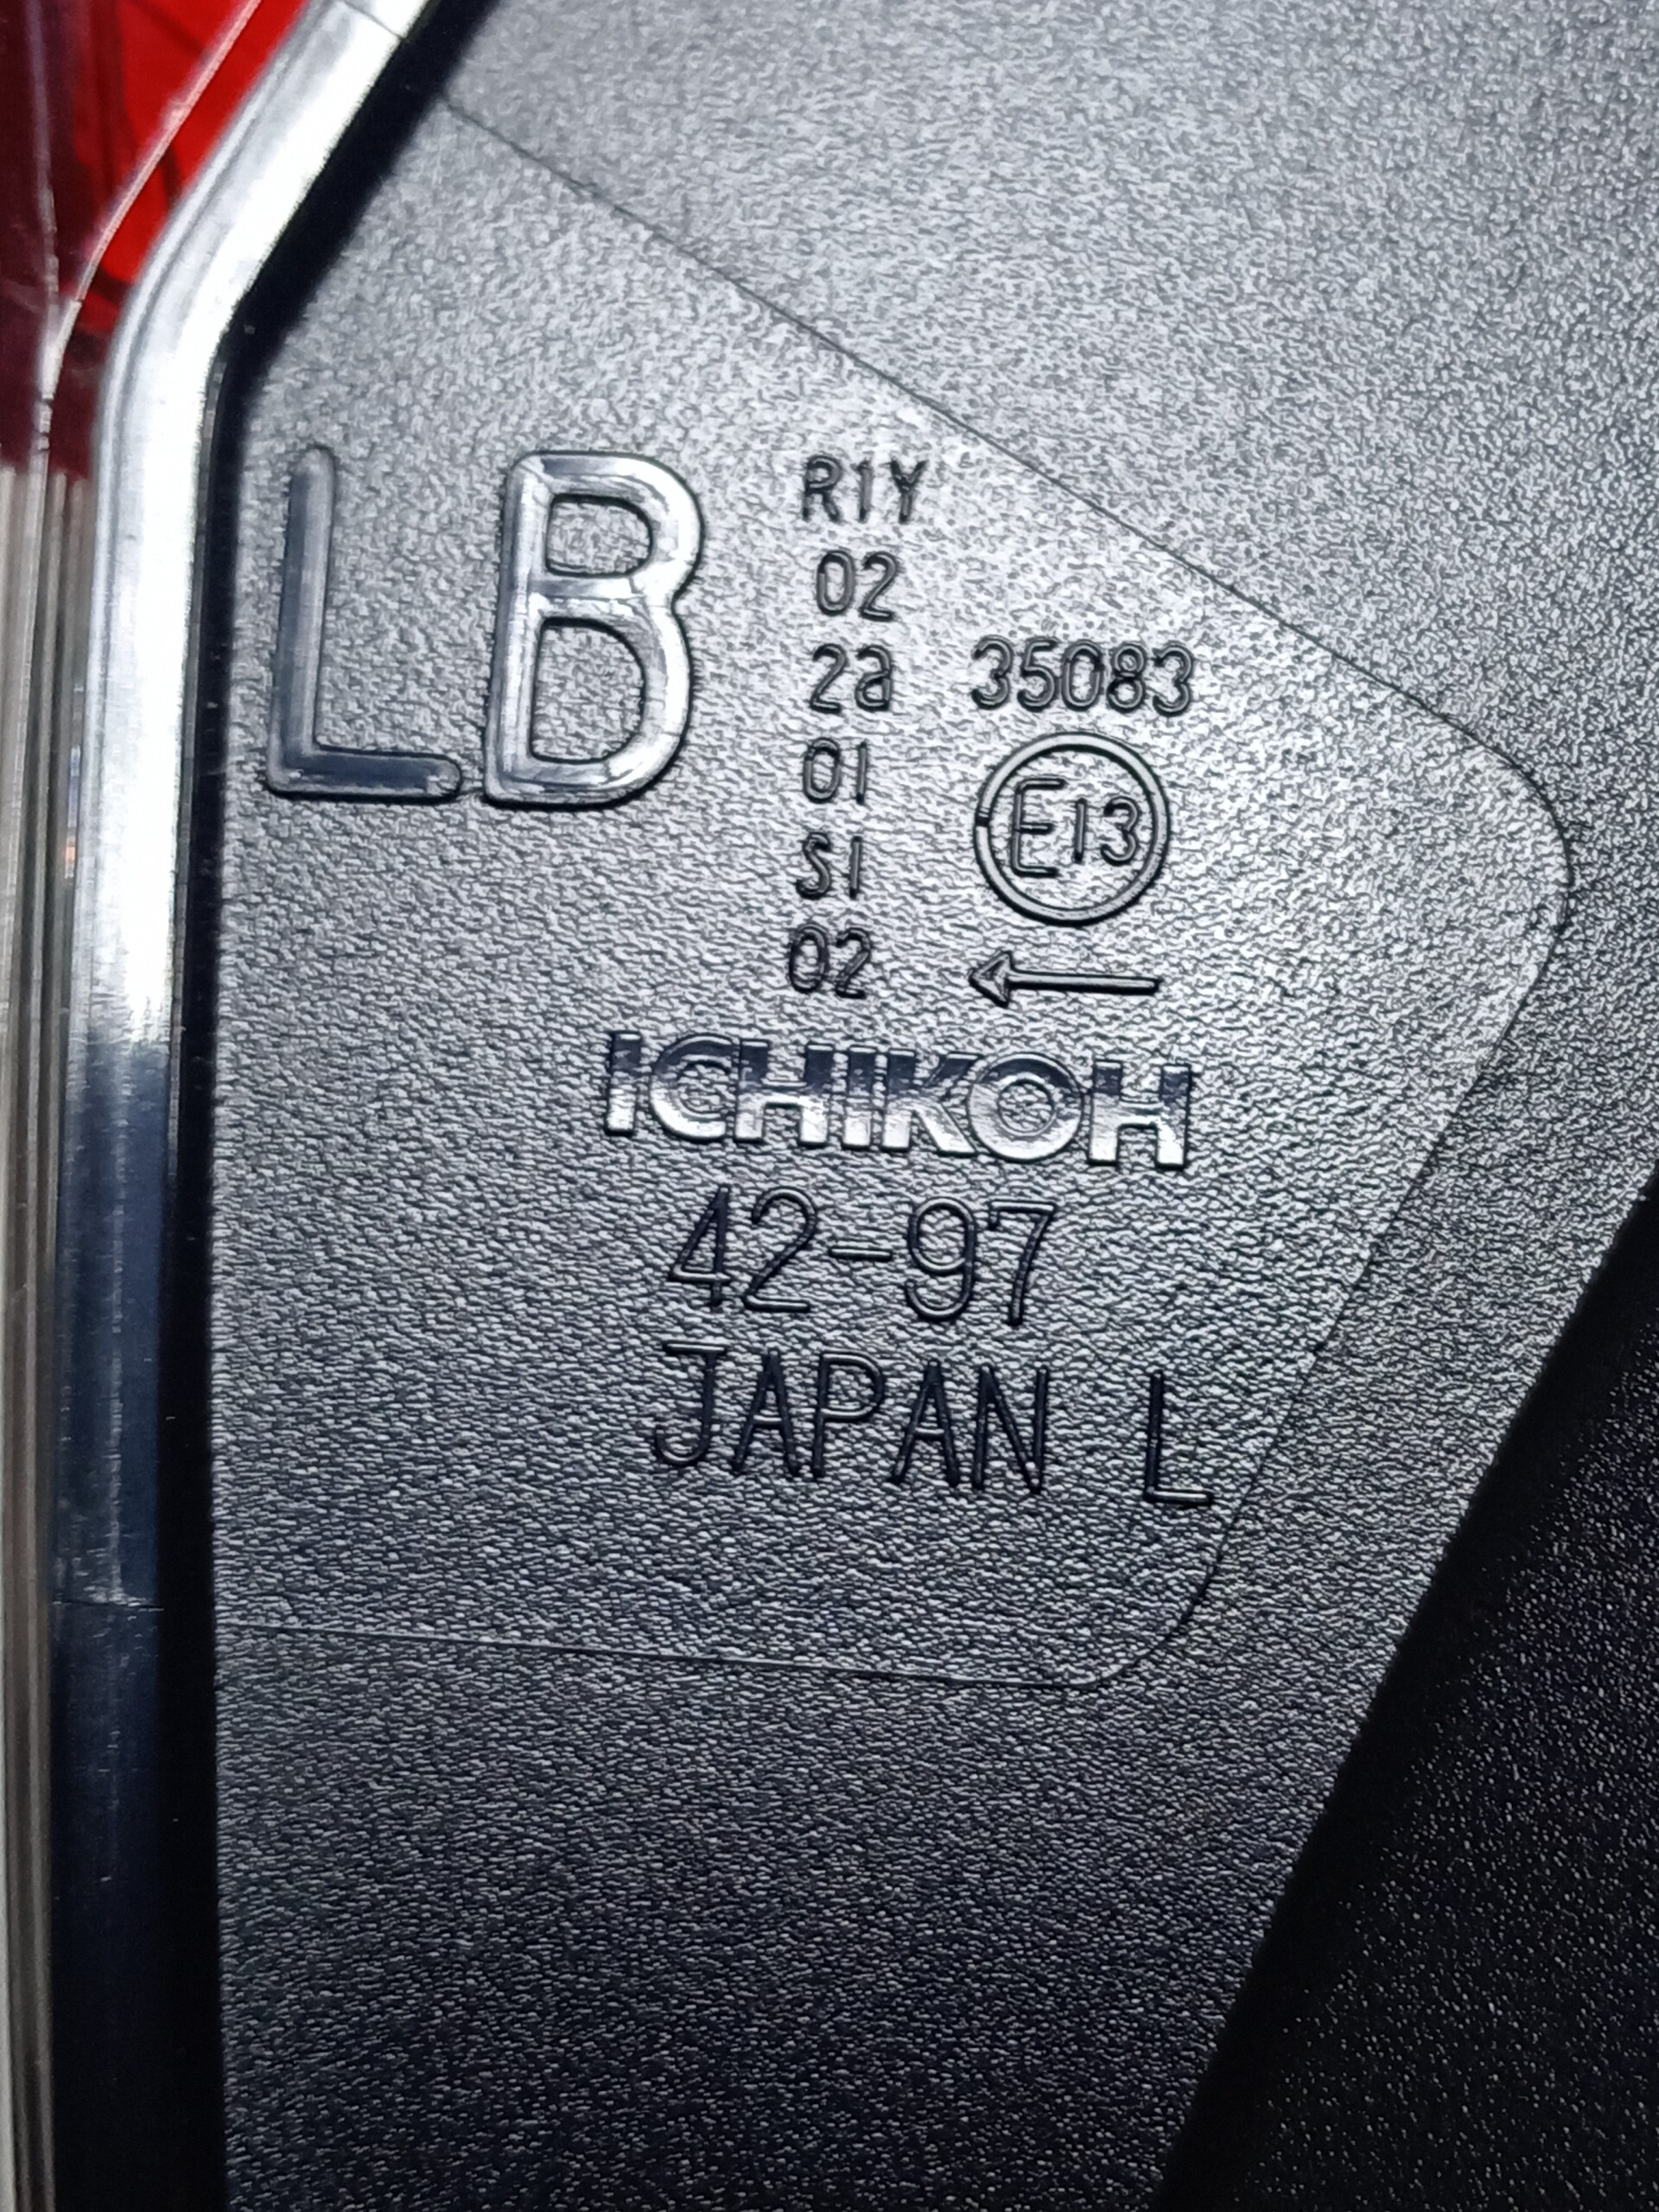 LB
R1Y
02
2a 35083
01
E13
S1
02 ←
ICHIKOH
42-97
JAPAN L